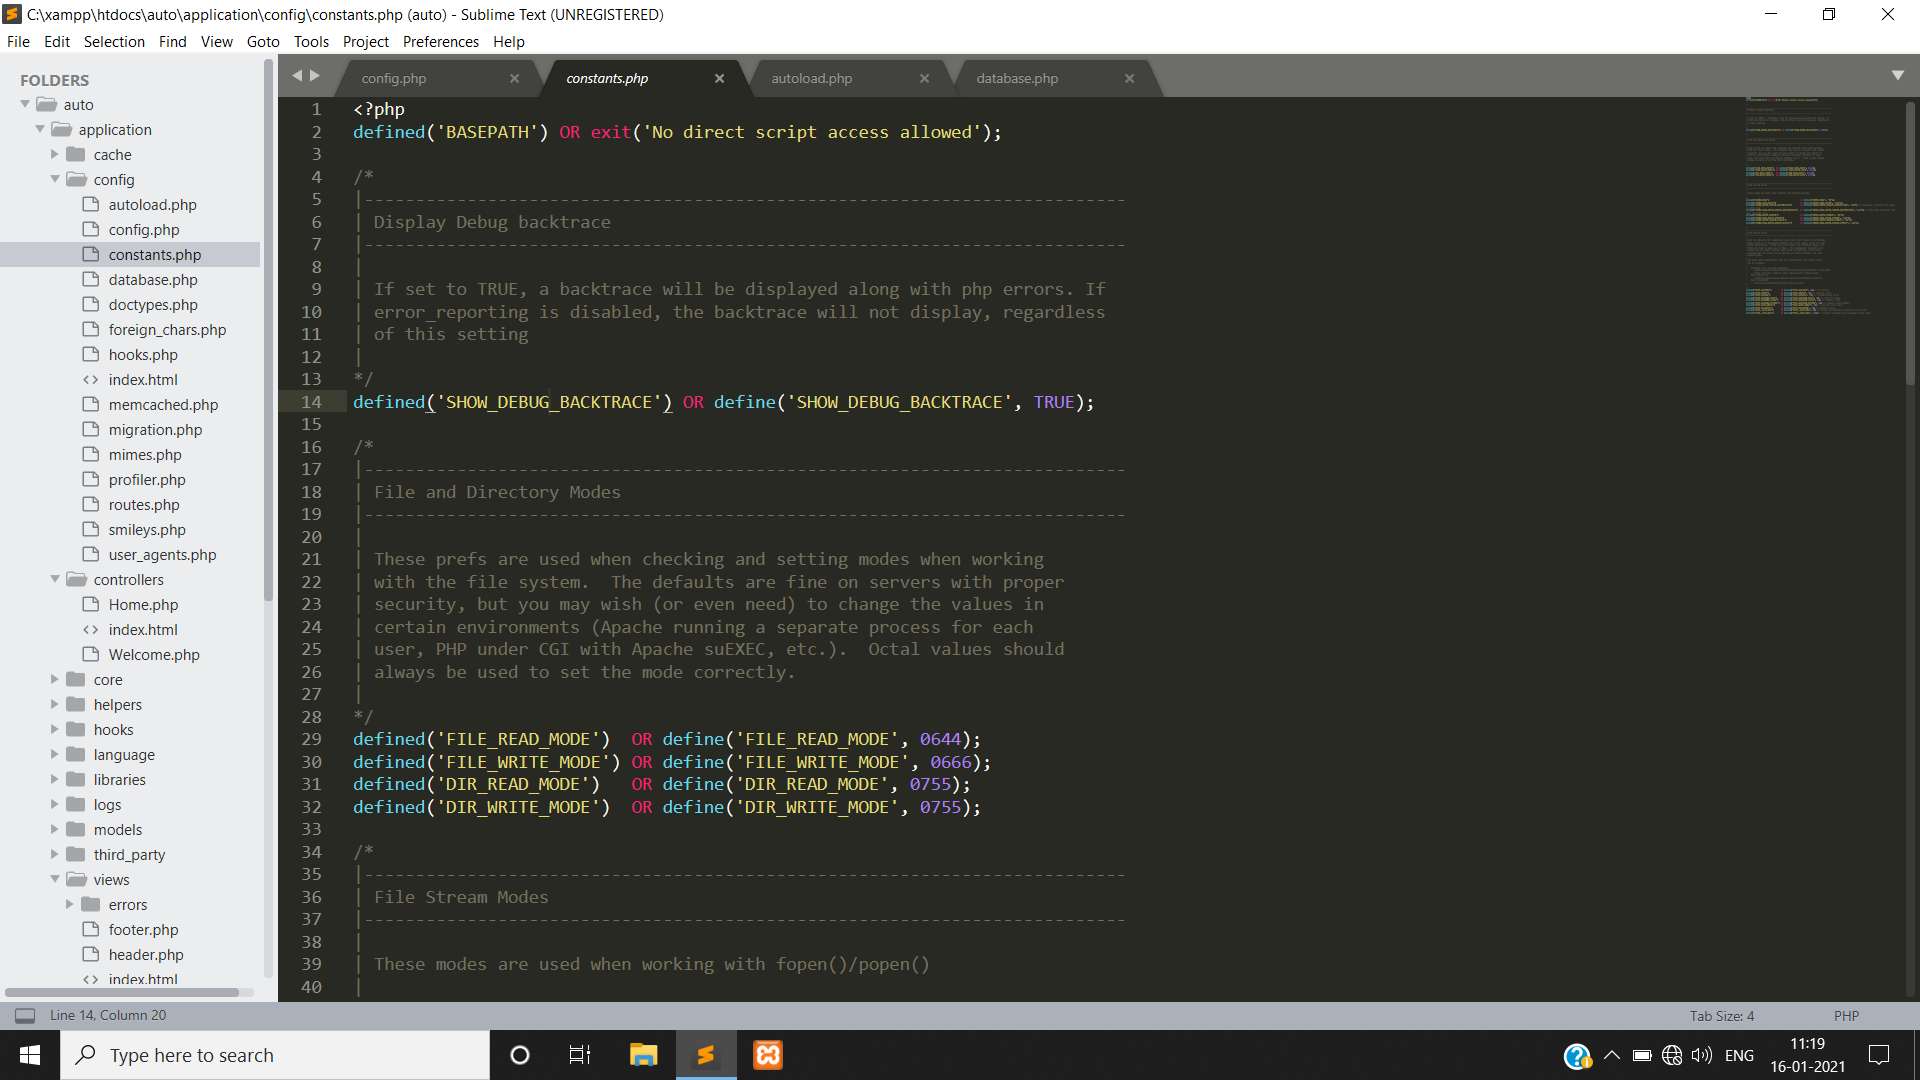 C:\xampp\htdocs\auto\application\config\constants.php (auto) - Sublime Text (UNREGISTERED)
File Edit Selection Find View Goto Tools Project Preferences Help
FOLDERS
auto
application
cache
config
autoload.php
config.php
constants.php
database.php
doctypes.php
foreign_chars.php
hooks.php
index.html
memcached.php
migration.php
mimes.php
profiler.php
routes.php
smileys.php
user_agents.php
controllers
Home.php
index.html
Welcome.php
core
helpers
hooks
language
libraries
logs
models
third_party
views
errors
footer.php
header.php
index.html
config.php constants.php autoload.php database.php
1 <?php
2 defined('BASEPATH') OR exit('No direct script access allowed');
3
4 /*
5 |--------------------------------------------------------------------------
6 | Display Debug backtrace
7 |--------------------------------------------------------------------------
8 |
9 | If set to TRUE, a backtrace will be displayed along with php errors. If
10 | error_reporting is disabled, the backtrace will not display, regardless
11 | of this setting
12 |
13 */
14 defined('SHOW_DEBUG_BACKTRACE') OR define('SHOW_DEBUG_BACKTRACE', TRUE);
15
16 /*
17 |--------------------------------------------------------------------------
18 | File and Directory Modes
19 |--------------------------------------------------------------------------
20 |
21 | These prefs are used when checking and setting modes when working
22 | with the file system.  The defaults are fine on servers with proper
23 | security, but you may wish (or even need) to change the values in
24 | certain environments (Apache running a separate process for each
25 | user, PHP under CGI with Apache suEXEC, etc.).  Octal values should
26 | always be used to set the mode correctly.
27 |
28 */
29 defined('FILE_READ_MODE')  OR define('FILE_READ_MODE', 0644);
30 defined('FILE_WRITE_MODE') OR define('FILE_WRITE_MODE', 0666);
31 defined('DIR_READ_MODE')   OR define('DIR_READ_MODE', 0755);
32 defined('DIR_WRITE_MODE')  OR define('DIR_WRITE_MODE', 0755);
33
34 /*
35 |--------------------------------------------------------------------------
36 | File Stream Modes
37 |--------------------------------------------------------------------------
38 |
39 | These modes are used when working with fopen()/popen()
40 |
Line 14, Column 20 Tab Size: 4 PHP
Type here to search
ENG
11:19
16-01-2021